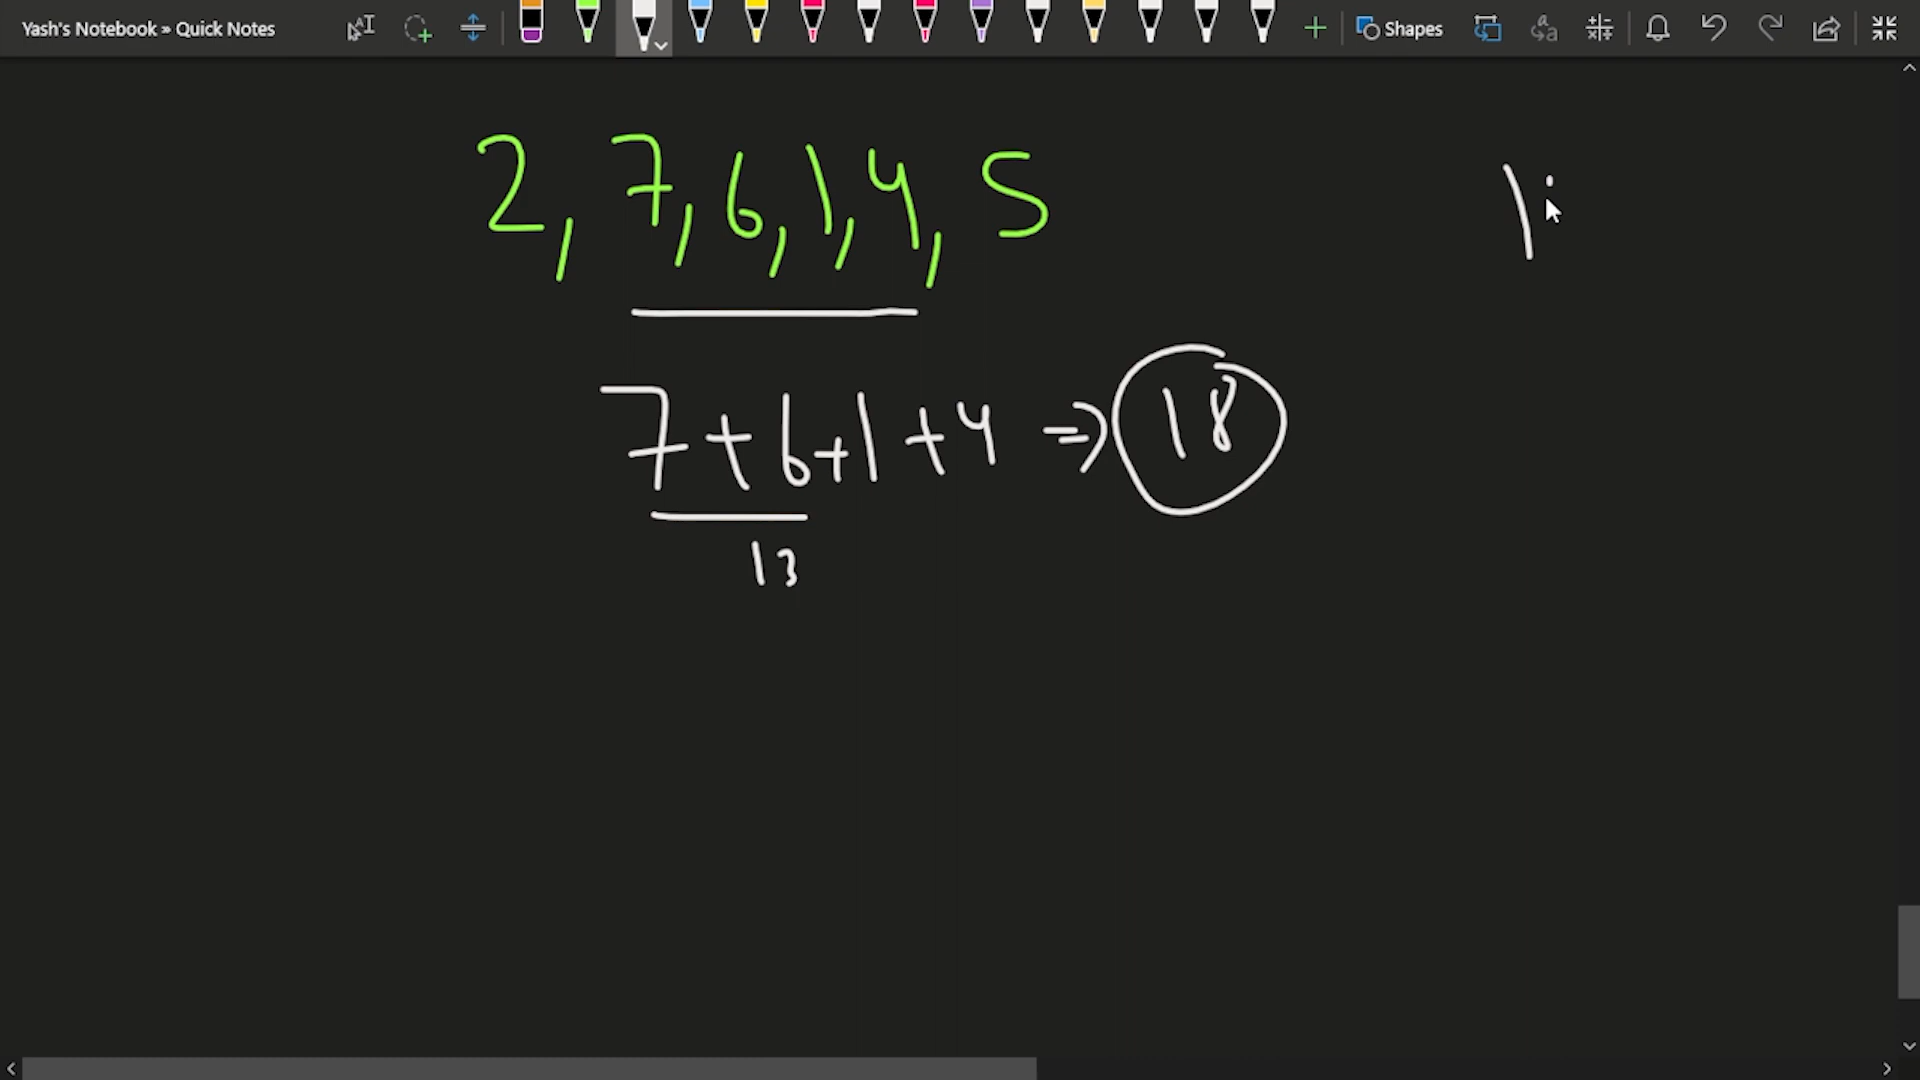 Yash's Notebook » Quick Notes
Shapes
2, 7, 6, 1, 4, 5
7+6+1+4 => 18
13